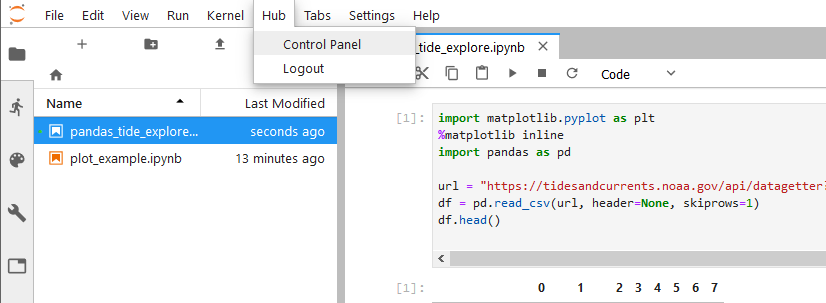 File Edit View Run Kernel Hub Tabs Settings Help
Control Panel
Logout
_tide_explore.ipynb
Code
Name Last Modified
pandas_tide_explore... seconds ago
plot_example.ipynb 13 minutes ago
[1]: import matplotlib.pyplot as plt
%matplotlib inline
import pandas as pd
url = "https://tidesandcurrents.noaa.gov/api/datagetter?
df = pd.read_csv(url, header=None, skiprows=1)
df.head()
[1]: 0 1 2 3 4 5 6 7